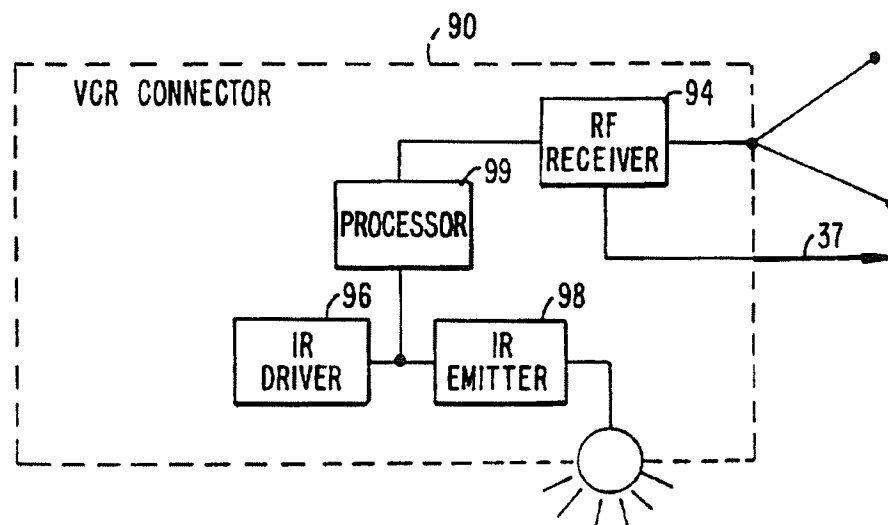 90
VCR CONNECTOR
94
RF
RECEIVER
99
PROCESSOR
37
96
IR
DRIVER
98
IR
EMITTER